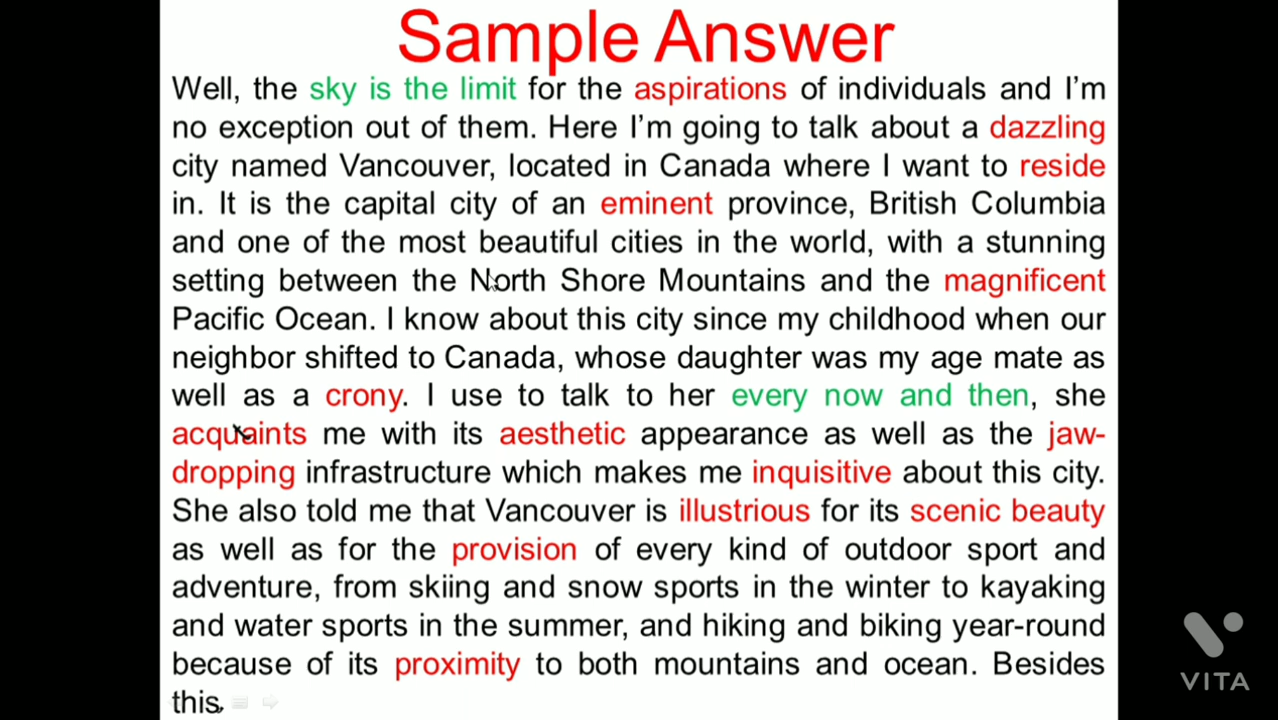 Sample Answer
Well, the sky is the limit for the aspirations of individuals and I'm
no exception out of them. Here I'm going to talk about a dazzling
city named Vancouver, located in Canada where I want to reside
in. It is the capital city of an eminent province, British Columbia
and one of the most beautiful cities in the world, with a stunning
setting between the North Shore Mountains and the magnificent
Pacific Ocean. I know about this city since my childhood when our
neighbor shifted to Canada, whose daughter was my age mate as
well as a crony. I use to talk to her every now and then, she
acquaints me with its aesthetic appearance as well as the jaw-
dropping infrastructure which makes me inquisitive about this city.
She also told me that Vancouver is illustrious for its scenic beauty
as well as for the provision of every kind of outdoor sport and
adventure, from skiing and snow sports in the winter to kayaking
and water sports in the summer, and hiking and biking year-round
because of its proximity to both mountains and ocean. Besides
this,
VITA